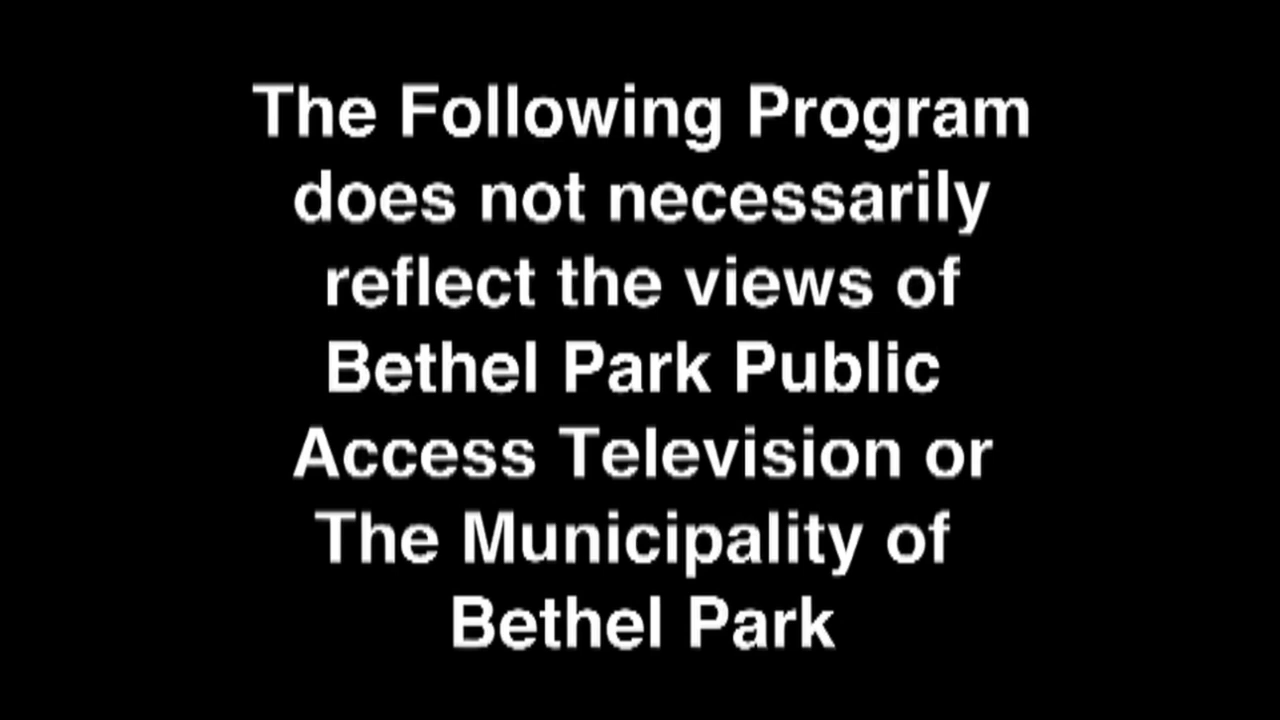 The Following Program
does not necessarily
reflect the views of
Bethel Park Public
Access Television or
The Municipality of
Bethel Park